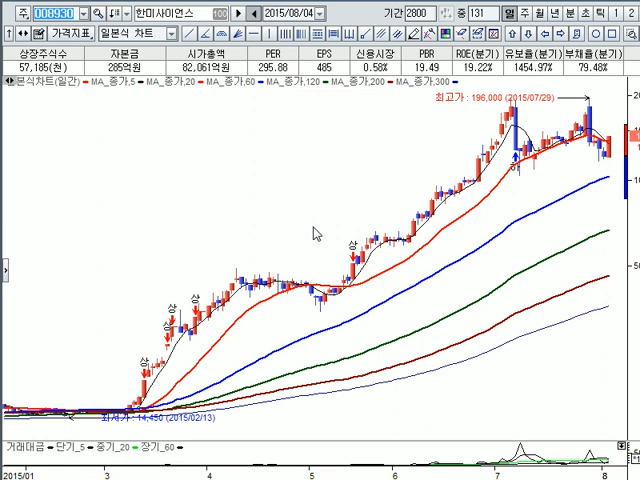 주 008930 한미사이언스 100 2015/08/04 기간 2800 중 131 일 주 월 년 분 초 틱 1 2
가격지표 일본식 차트
상장주식수 자본금 시가총액 PER EPS 신용시장 PBR ROE(분기) 유보율(분기) 부채율(분기)
57,185(천) 285억원 82,061억원 295.88 485 0.58% 19.49 19.22% 1454.97% 79.48%
본식차트(일간) MA_종가,5 MA_종가,20 MA_종가,60 MA_종가,120 MA_종가,200 MA_종가,300
최고가 : 196,000 (2015/07/29)
상
상
상
상
상
하
최저가 : 14,450 (2015/02/13)
거래대금 단기_5 중기_20 장기_60
2015/01 3 4 5 6 7 8